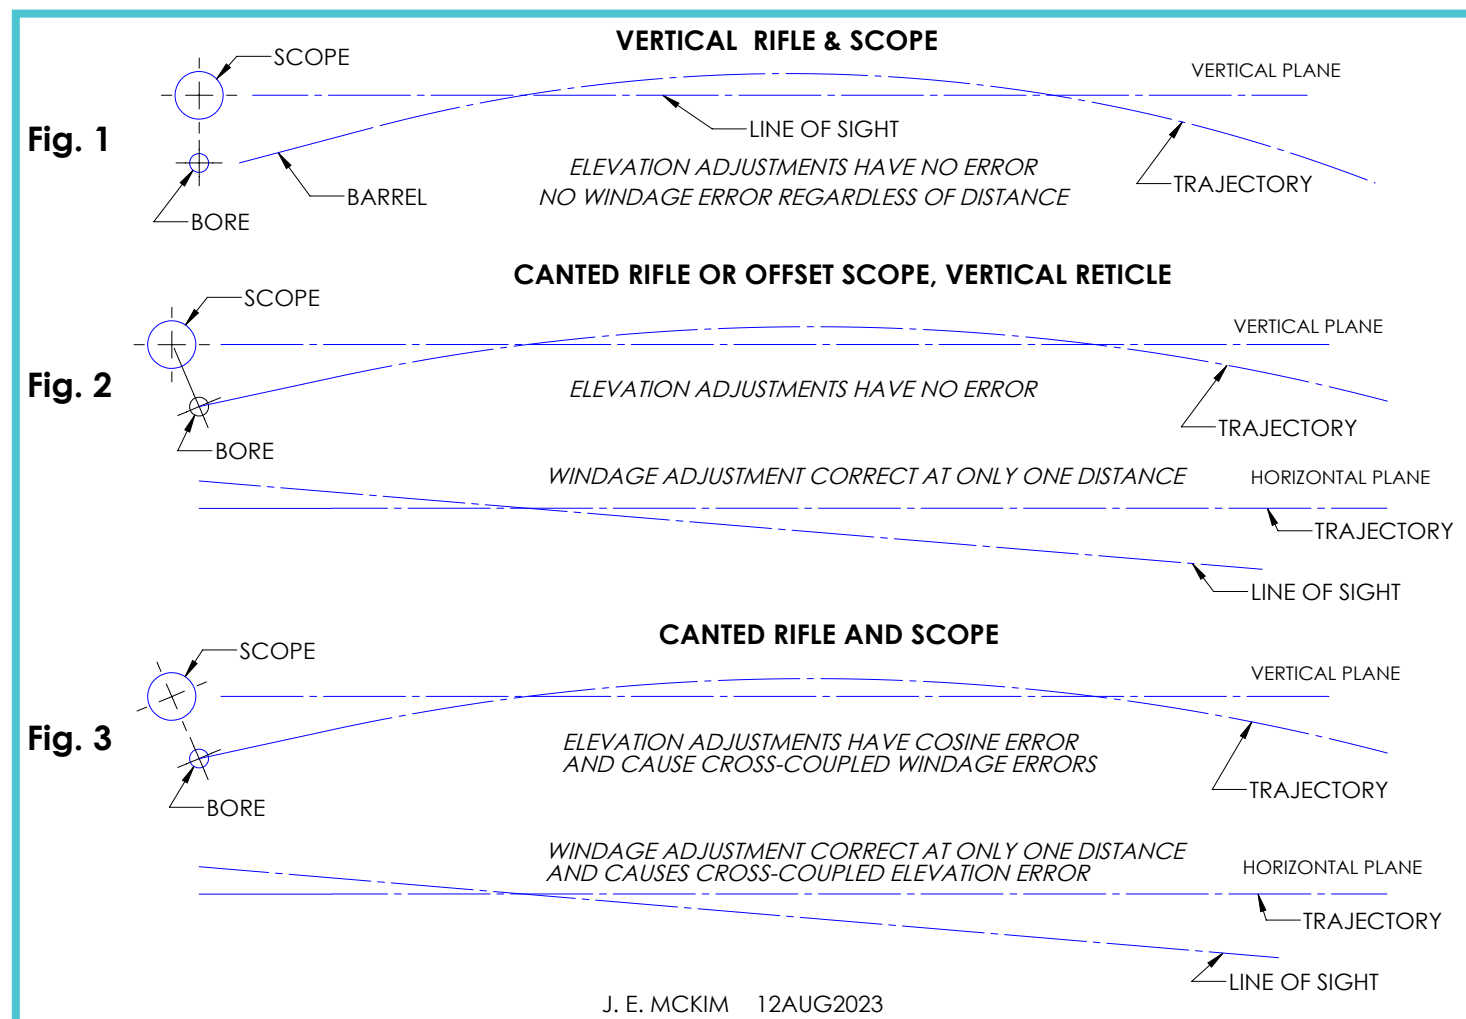 VERTICAL RIFLE & SCOPE
SCOPE
VERTICAL PLANE
Fig. 1
LINE OF SIGHT
ELEVATION ADJUSTMENTS HAVE NO ERROR
NO WINDAGE ERROR REGARDLESS OF DISTANCE
TRAJECTORY
BARREL
BORE
CANTED RIFLE OR OFFSET SCOPE, VERTICAL RETICLE
SCOPE
VERTICAL PLANE
Fig. 2
ELEVATION ADJUSTMENTS HAVE NO ERROR
TRAJECTORY
BORE
WINDAGE ADJUSTMENT CORRECT AT ONLY ONE DISTANCE
HORIZONTAL PLANE
TRAJECTORY
LINE OF SIGHT
CANTED RIFLE AND SCOPE
SCOPE
VERTICAL PLANE
Fig. 3
ELEVATION ADJUSTMENTS HAVE COSINE ERROR
AND CAUSE CROSS-COUPLED WINDAGE ERRORS
TRAJECTORY
BORE
WINDAGE ADJUSTMENT CORRECT AT ONLY ONE DISTANCE
AND CAUSES CROSS-COUPLED ELEVATION ERROR
HORIZONTAL PLANE
TRAJECTORY
LINE OF SIGHT
J. E. MCKIM 12AUG2023